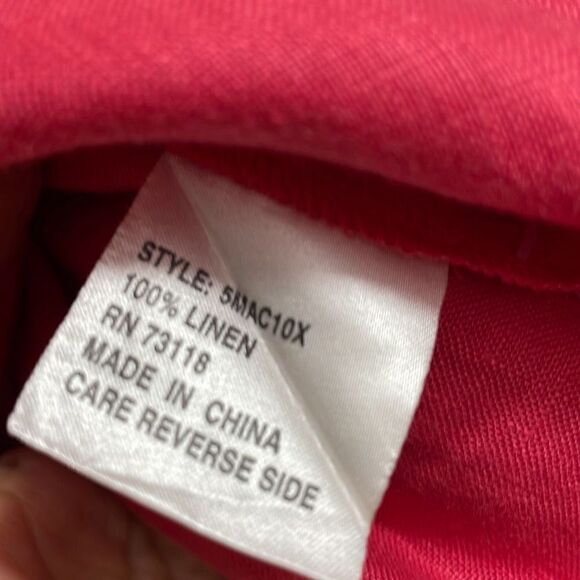 STYLE: 5MAC10X
100% LINEN
RN 73118
MADE IN CHINA
CARE REVERSE SIDE